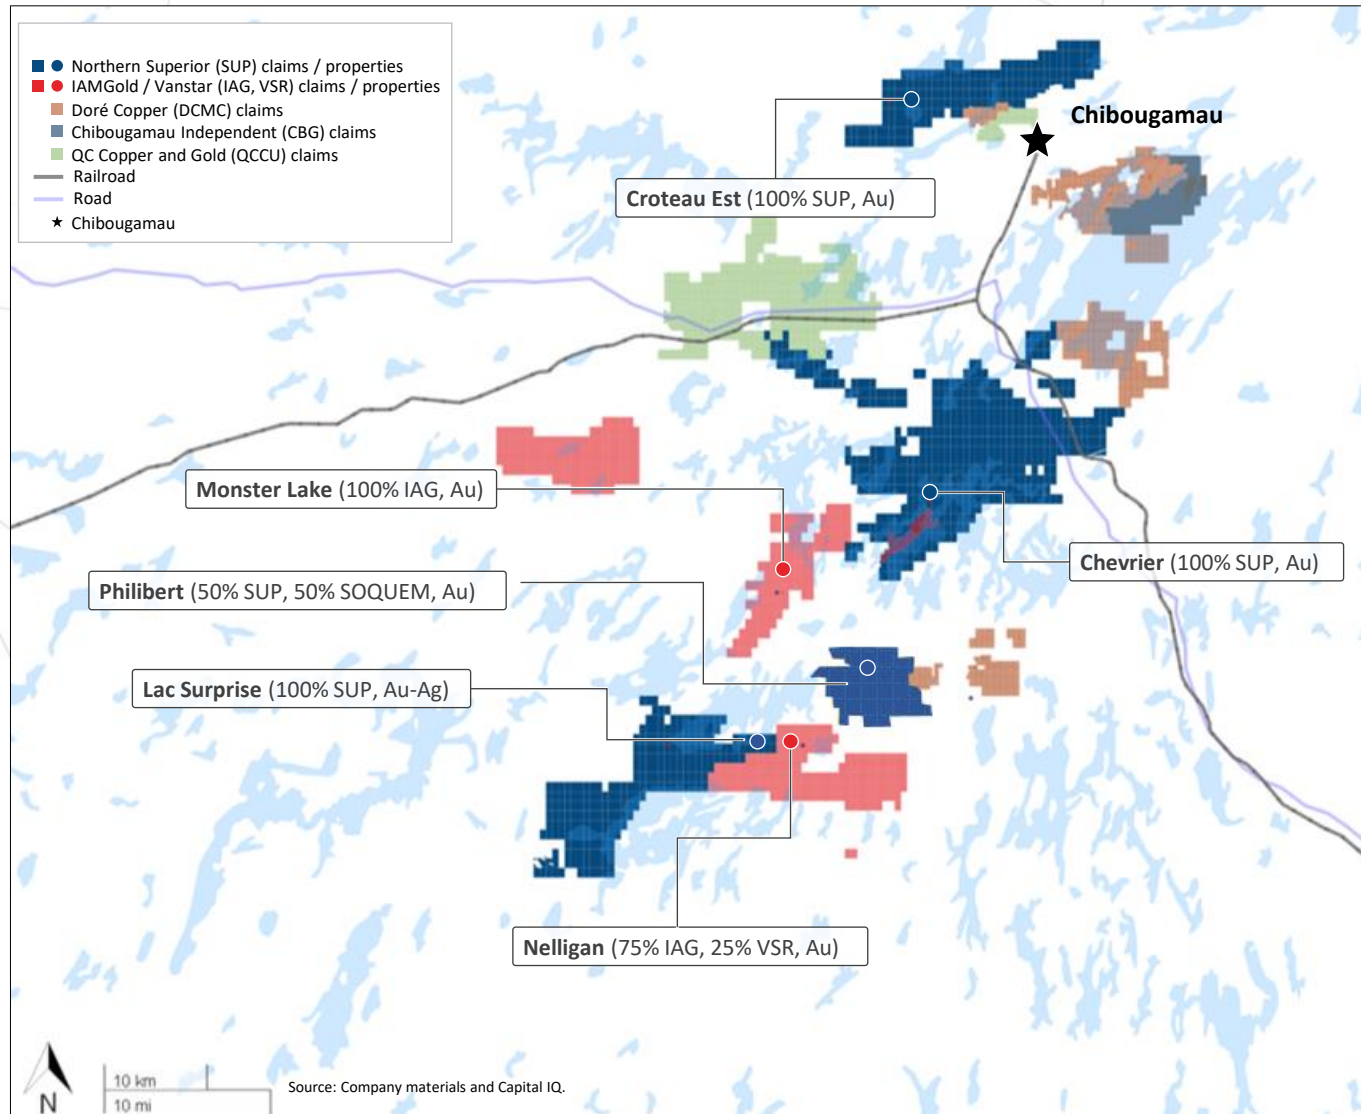 Northern Superior (SUP) claims / properties
IAMGold / Vanstar (IAG, VSR) claims / properties
Doré Copper (DCMC) claims
Chibougamau Independent (CBG) claims
QC Copper and Gold (QCCU) claims
Railroad
Road
Chibougamau
Chibougamau
Croteau Est (100% SUP, Au)
Monster Lake (100% IAG, Au)
Chevrier (100% SUP, Au)
Philibert (50% SUP, 50% SOQUEM, Au)
Lac Surprise (100% SUP, Au-Ag)
Nelligan (75% IAG, 25% VSR, Au)
N
10 km
10 mi
Source: Company materials and Capital IQ.